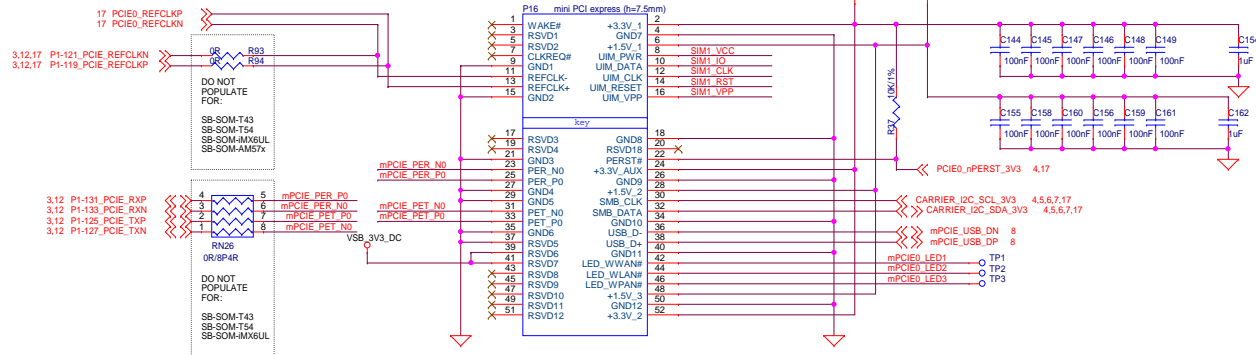 17 PCIE0_REFCLKP
17 PCIE0_REFCLKN
3,12,17 P1-121_PCIE_REFCLKN
3,12,17 P1-119_PCIE_REFCLKP
0R R93
0R R94
DO NOT
POPULATE
FOR:
SB-SOM-T43
SB-SOM-T54
SB-SOM-iMX6UL
SB-SOM-AM57x
3,12 P1-131_PCIE_RXP
3,12 P1-133_PCIE_RXN
3,12 P1-125_PCIE_TXP
3,12 P1-127_PCIE_TXN
4 5 mPCIE_PER_P0
3 6 mPCIE_PER_N0
2 7 mPCIE_PET_P0
1 8 mPCIE_PET_N0
RN26
0R/8P4R
DO NOT
POPULATE
FOR:
SB-SOM-T43
SB-SOM-T54
SB-SOM-iMX6UL
VSB_3V3_DC
mPCIE_PER_N0
mPCIE_PER_P0
mPCIE_PET_N0
mPCIE_PET_P0
P16 mini PCI express (h=7.5mm)
1 WAKE# +3.3V_1 2
3 RSVD1 GND7 4
5 RSVD2 +1.5V_1 6
7 CLKREQ# UIM_PWR 8 SIM1_VCC
9 GND1 UIM_DATA 10 SIM1_IO
11 REFCLK- UIM_CLK 12 SIM1_CLK
13 REFCLK+ UIM_RESET 14 SIM1_RST
15 GND2 UIM_VPP 16 SIM1_VPP
key
17 RSVD3 GND8 18
19 RSVD4 RSVD18 20
21 GND3 PERST# 22
23 PER_N0 +3.3V_AUX 24
25 PER_P0 GND9 26
27 GND4 +1.5V_2 28
29 GND5 SMB_CLK 30
31 PET_N0 SMB_DATA 32
33 PET_P0 GND10 34
35 GND6 USB_D- 36
37 RSVD5 USB_D+ 38
39 RSVD6 GND11 40
41 RSVD7 LED_WWAN# 42
43 RSVD8 LED_WLAN# 44
45 RSVD9 LED_WPAN# 46
47 RSVD10 +1.5V_3 48
49 RSVD11 GND12 50
51 RSVD12 +3.3V_2 52
10K/1%
R37
PCIE0_nPERST_3V3 4,17
CARRIER_I2C_SCL_3V3 4,5,6,7,17
CARRIER_I2C_SDA_3V3 4,5,6,7,17
mPCIE_USB_DN 8
mPCIE_USB_DP 8
mPCIE0_LED1 TP1
mPCIE0_LED2 TP2
mPCIE0_LED3 TP3
C144 C145 C147 C146 C148 C149 C154
100nF 100nF 100nF 100nF 100nF 100nF 1uF
C155 C158 C160 C156 C159 C161 C162
100nF 100nF 100nF 100nF 100nF 100nF 1uF